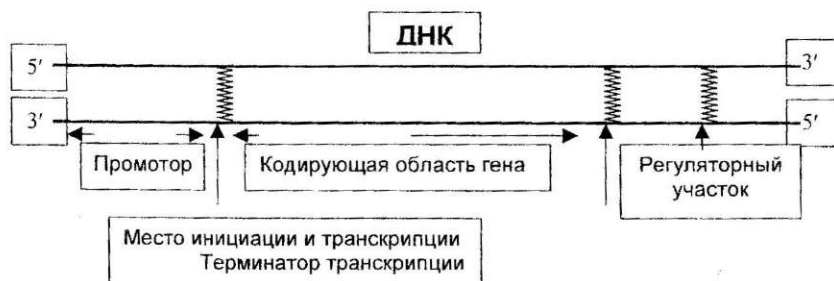 ДНК
5′ 3′
3′ 5′
Промотор Кодирующая область гена Регуляторный
участок
Место инициации и транскрипции
Терминатор транскрипции